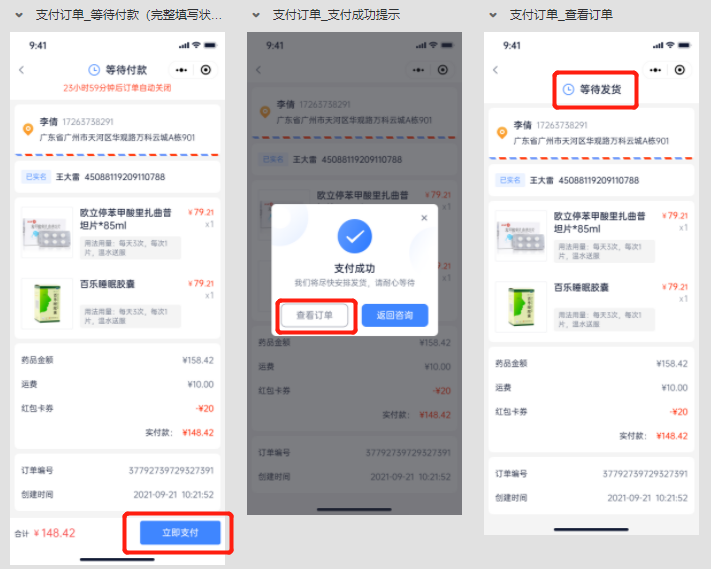 支付订单_等待付款（完整填写状...
9:41
等待付款
23小时59分钟后订单自动关闭
李倩 17263738291
广东省广州市天河区华观路万科云城A栋901
已实名 王大雷 45088119209110788
欧立停苯甲酸里扎曲普
坦片*85ml
¥79.21
x1
用法用量：每天3次，每次1
片，温水送服
百乐睡眠胶囊
¥79.21
x1
用法用量：每天3次，每次1
片，温水送服
药品金额 ¥158.42
运费 ¥10.00
红包卡券 -¥20
实付款： ¥148.42
订单编号 37792739729327391
创建时间 2021-09-21 10:21:52
合计 ¥148.42
立即支付
支付订单_支付成功提示
9:41
李倩 17263738291
广东省广州市天河区华观路万科云城A栋901
已实名 王大雷 45088119209110788
欧立停苯甲酸里扎曲普
¥79.21
x1
支付成功
我们将尽快安排发货，请耐心等待
查看订单
返回咨询
药品金额 ¥158.42
运费 ¥10.00
红包卡券 -¥20
实付款： ¥148.42
订单编号 37792739729327391
创建时间 2021-09-21 10:21:52
支付订单_查看订单
9:41
等待发货
李倩 17263738291
广东省广州市天河区华观路万科云城A栋901
已实名 王大雷 45088119209110788
欧立停苯甲酸里扎曲普
坦片*85ml
¥79.21
x1
用法用量：每天3次，每次1
片，温水送服
百乐睡眠胶囊
¥79.21
x1
用法用量：每天3次，每次1
片，温水送服
药品金额 ¥158.42
运费 ¥10.00
红包卡券 -¥20
实付款： ¥148.42
订单编号 37792739729327391
创建时间 2021-09-21 10:21:52